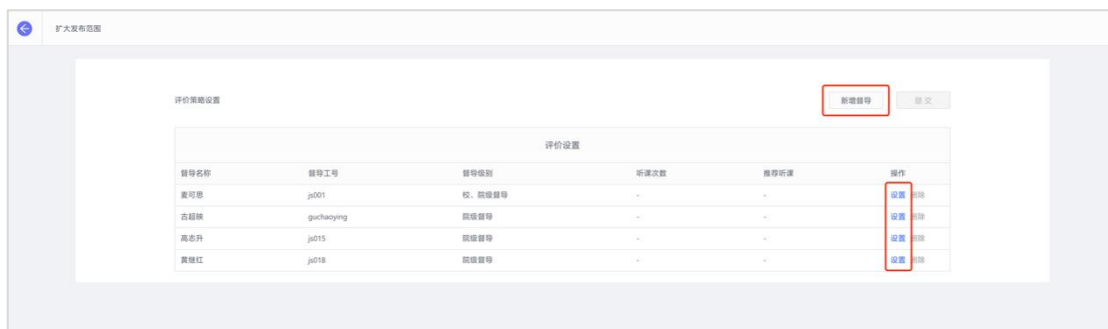 扩大发布范围
评价策略设置 新增督导 提交
评价设置
督导名称 督导工号 督导级别 听课次数 推荐听课 操作
麦可思 js001 校、院级督导 - - 设置 删除
古超映 guchaoying 院级督导 - - 设置 删除
高志升 js015 院级督导 - - 设置 删除
黄继红 js018 院级督导 - - 设置 删除